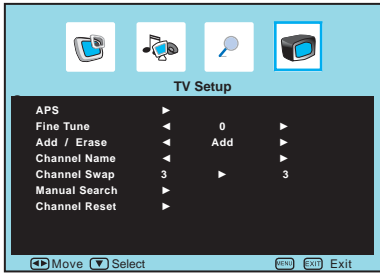 TV Setup
APS ►
Fine Tune ◄ 0 ►
Add / Erase ◄ Add ►
Channel Name ◄ ►
Channel Swap 3 ► 3
Manual Search ►
Channel Reset ►
Move Select MENU EXIT Exit